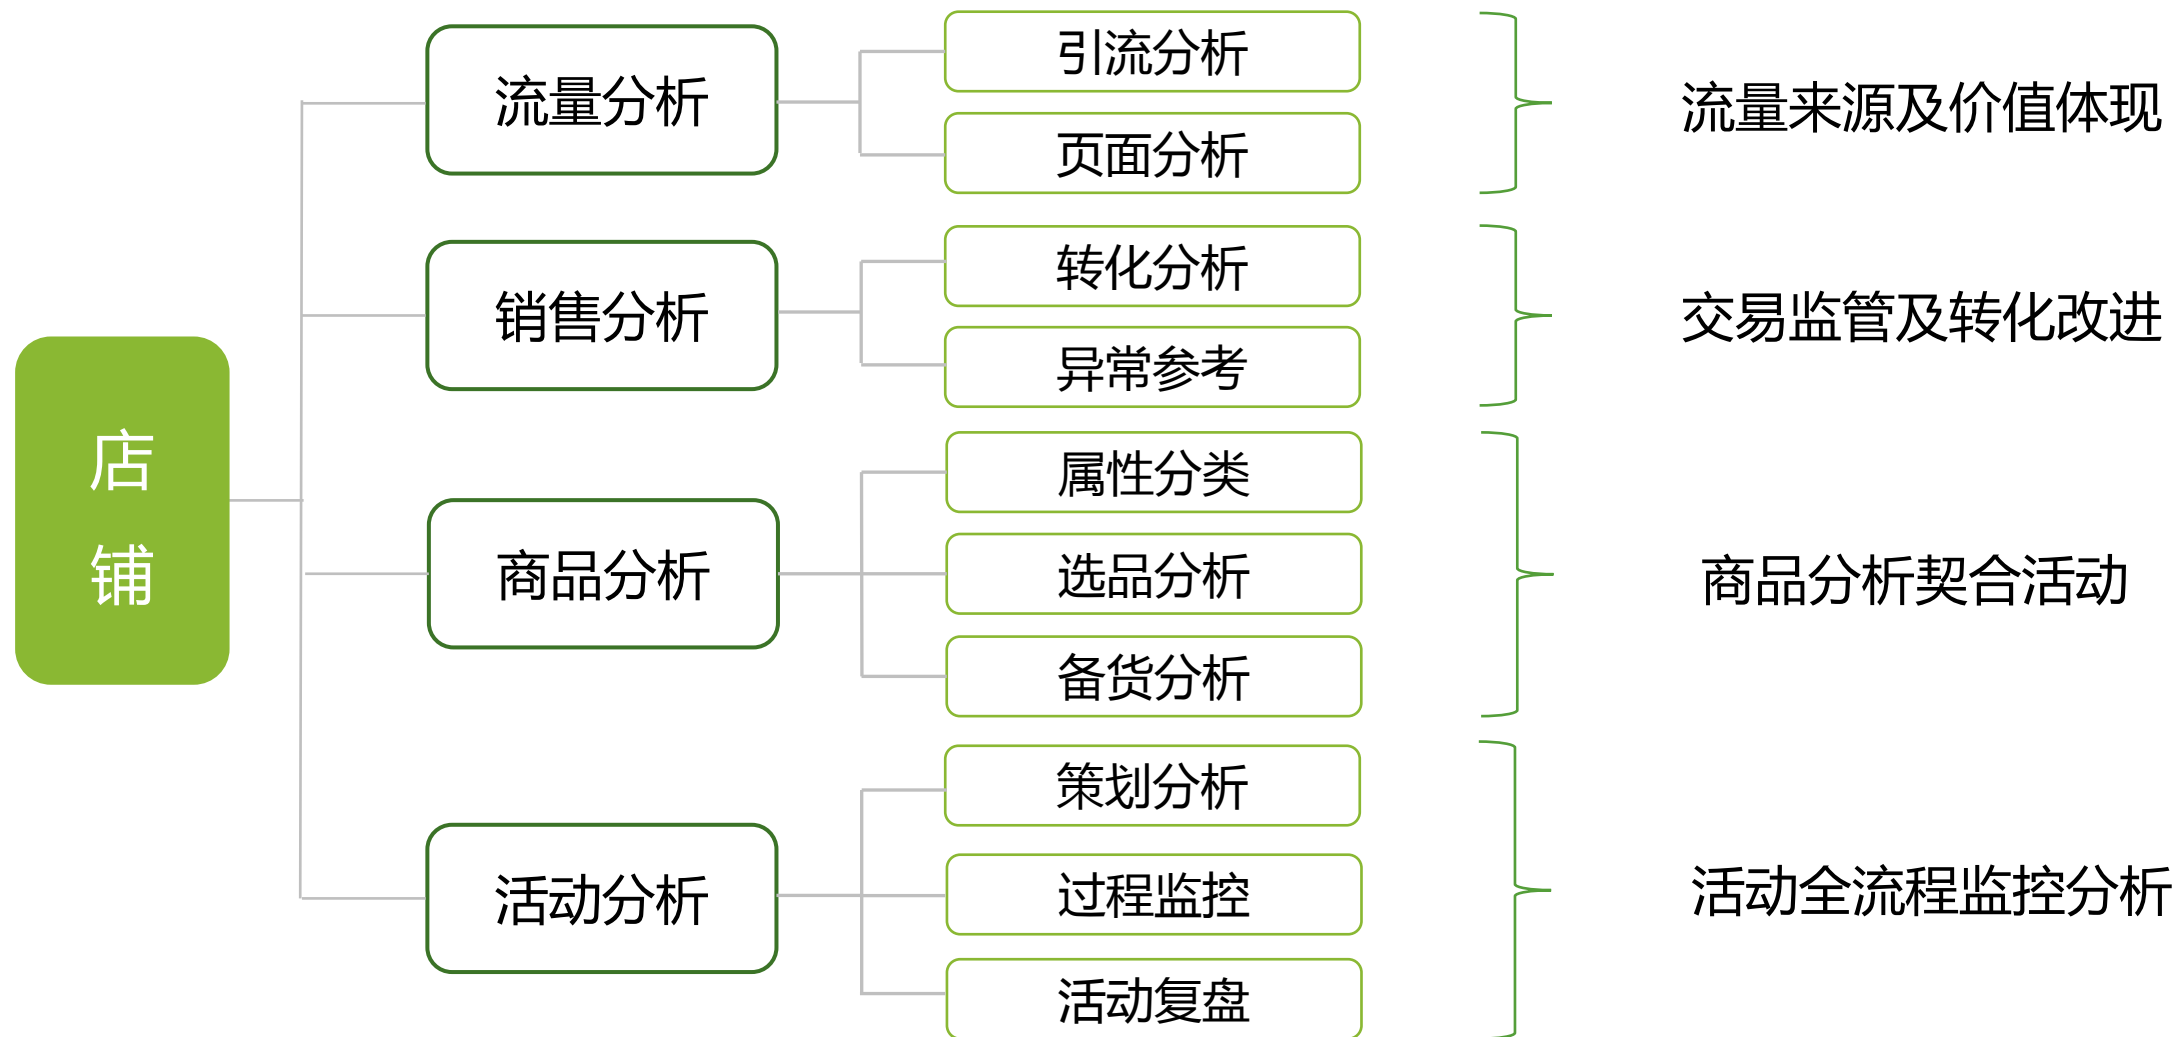 店
铺
流量分析
引流分析
页面分析
流量来源及价值体现
销售分析
转化分析
异常参考
交易监管及转化改进
商品分析
属性分类
选品分析
备货分析
商品分析契合活动
活动分析
策划分析
过程监控
活动复盘
活动全流程监控分析